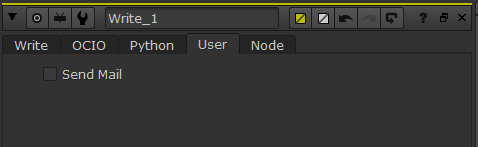 Write_1
?
Write OCIO Python User Node
Send Mail